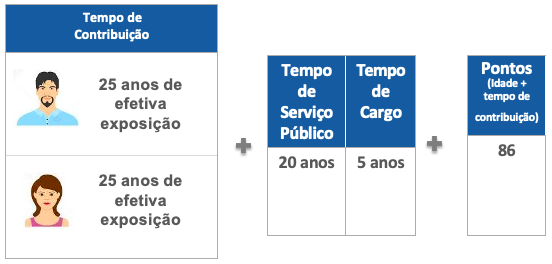 Tempo de
Contribuição
25 anos de
efetiva
exposição
25 anos de
efetiva
exposição
Tempo
de
Serviço
Público
Tempo
de
Cargo
20 anos
5 anos
Pontos
(Idade +
tempo de
contribuição)
86